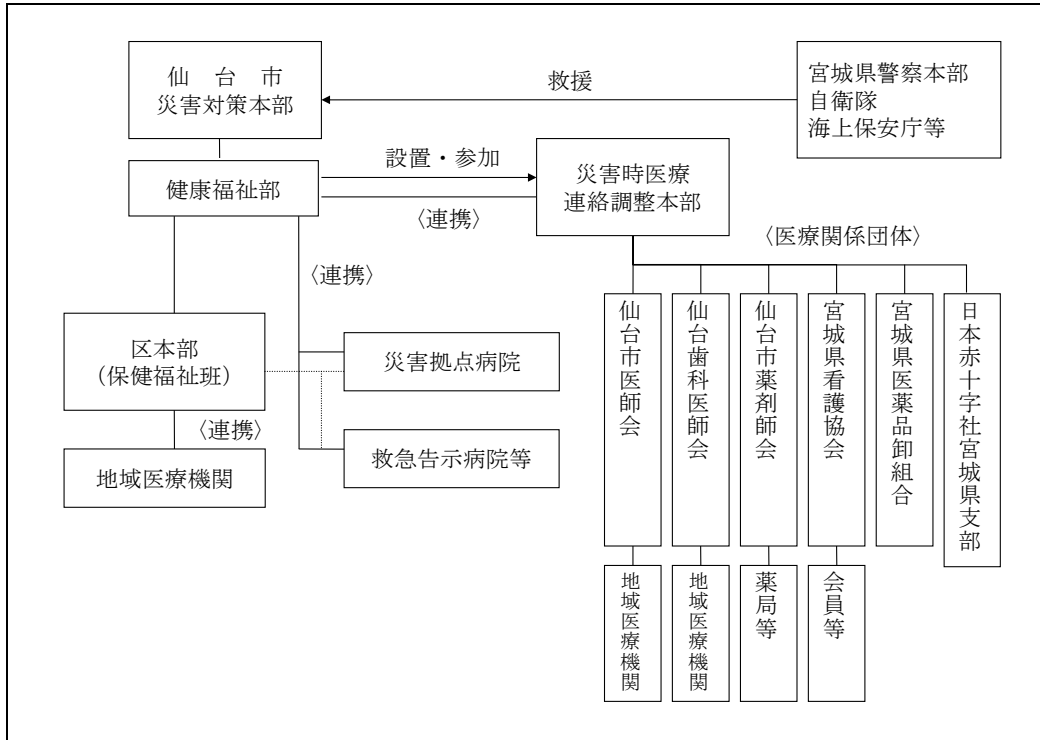 仙　台　市
災害対策本部
救援
宮城県警察本部
自衛隊
海上保安庁等
健康福祉部
設置・参加
〈連携〉
災害時医療
連絡調整本部
〈医療関係団体〉
〈連携〉
区本部
（保健福祉班）
災害拠点病院
〈連携〉
救急告示病院等
地域医療機関
仙台市医師会
仙台歯科医師会
仙台市薬剤師会
宮城県看護協会
宮城県医薬品卸組合
日本赤十字社宮城県支部
地域医療機関
地域医療機関
薬局等
会員等